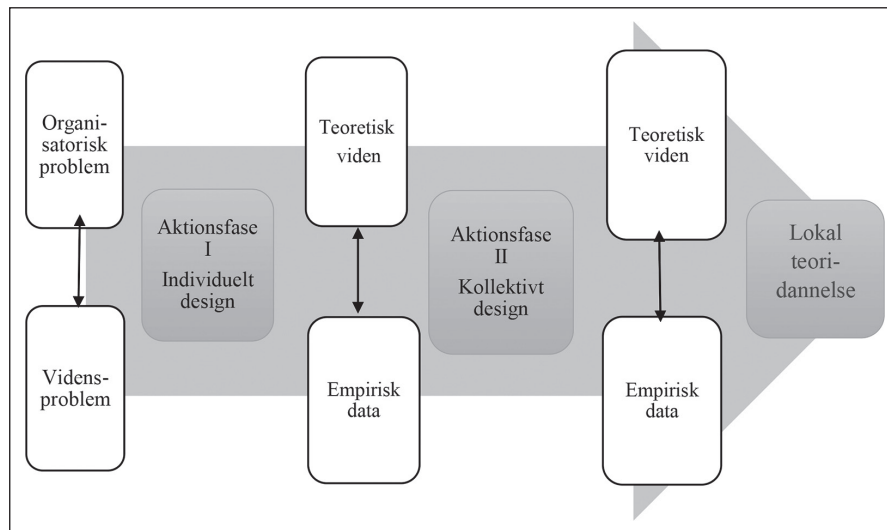 Organi-
satorisk
problem
Videns-
problem
Aktionsfase
I
Individuelt
design
Teoretisk
viden
Empirisk
data
Aktionsfase
II
Kollektivt
design
Teoretisk
viden
Empirisk
data
Lokal
teori-
dannelse